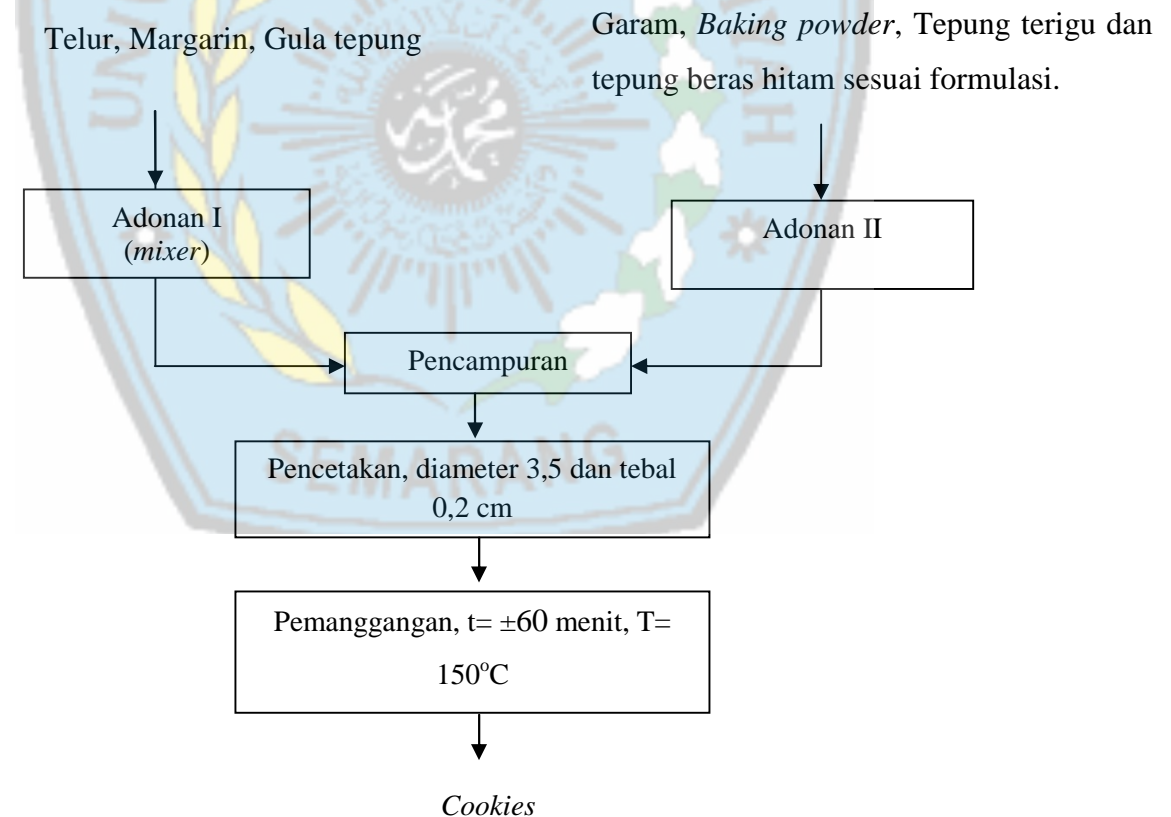 Telur, Margarin, Gula tepung
Garam, Baking powder, Tepung terigu dan
tepung beras hitam sesuai formulasi.
Adonan I
(mixer)
Adonan II
Pencampuran
SEMARANG
Pencetakan, diameter 3,5 dan tebal
0,2 cm
Pemanggangan, t= ±60 menit, T=
150°C
Cookies